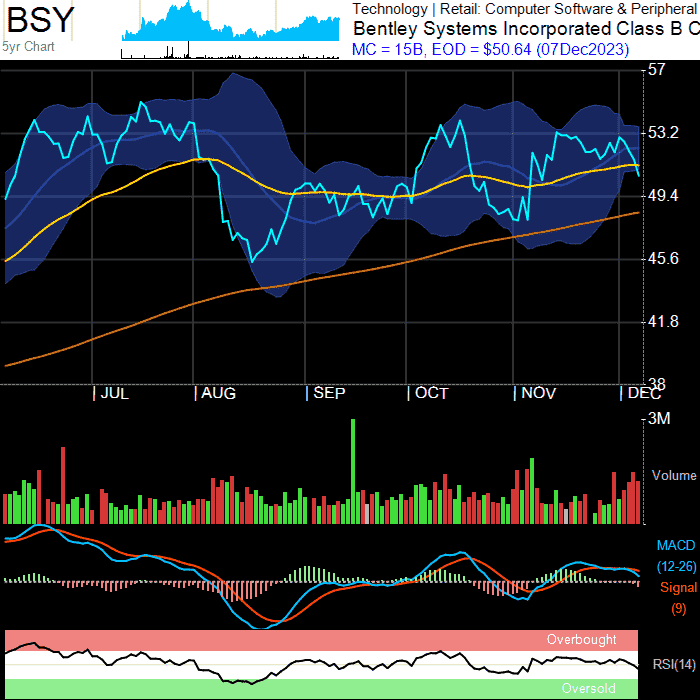 BSY
5yr Chart
Technology | Retail: Computer Software & Peripheral
Bentley Systems Incorporated Class B C
MC = 15B, EOD = $50.64 (07Dec2023)
57
53.2
49.4
45.6
41.8
38
JUL AUG SEP OCT NOV DEC
3M
Volume
MACD
(12-26)
Signal
(9)
Overbought
RSI(14)
Oversold